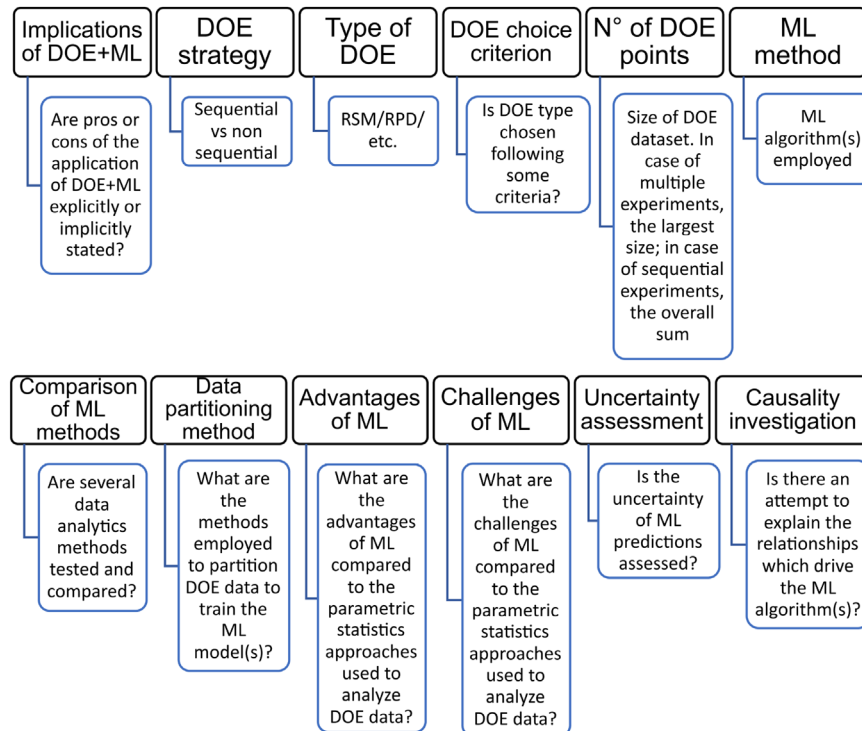 Implications
of DOE+ML
Are pros or
cons of the
application
of DOE+ML
explicitly or
implicitly
stated?
DOE
strategy
Sequential
vs non
sequential
Type of
DOE
RSM/RPD/
etc.
DOE choice
criterion
Is DOE type
chosen
following
some
criteria?
N° of DOE
points
Size of DOE
dataset. In
case of
multiple
experiments,
the largest
size; in case
of sequential
experiments,
the overall
sum
ML
method
ML
algorithm(s)
employed
Comparison
of ML
methods
Are several
data
analytics
methods
tested and
compared?
Data
partitioning
method
What are
the
methods
employed
to partition
DOE data to
train the
ML
model(s)?
Advantages
of ML
What are
the
advantages
of ML
compared
to the
parametric
statistics
approaches
used to
analyze
DOE data?
Challenges
of ML
What are
the
challenges
of ML
compared
to the
parametric
statistics
approaches
used to
analyze
DOE data?
Uncertainty
assessment
Is the
uncertainty
of ML
predictions
assessed?
Causality
investigation
Is there an
attempt to
explain the
relationships
which drive
the ML
algorithm(s)?